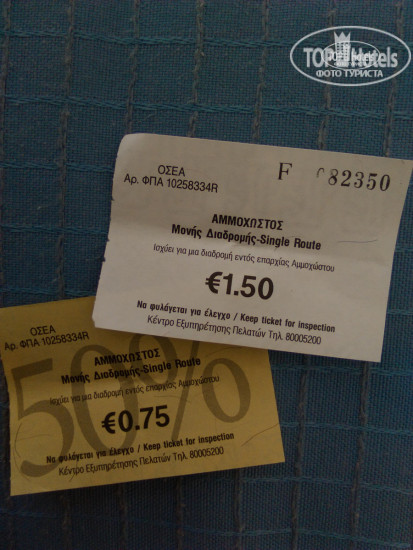 TOP Hotels
ФОТО ТУРИСТА
ΟΣΕΑ
Αρ. ΦΠΑ 10258334R
F 082350
ΑΜΜΟΧΩΣΤΟΣ
Μονής Διαδρομής-Single Route
Ισχύει για μια διαδρομή εντός επαρχίας Αμμοχώστου
€1.50
Να φυλάγεται για έλεγχο / Keep ticket for inspection
Κέντρο Εξυπηρέτησης Πελατών Τηλ. 80005200
ΟΣΕΑ
Αρ. ΦΠΑ 10258334R
ΑΜΜΟΧΩΣΤΟΣ
Μονής Διαδρομής-Single Route
Ισχύει για μια διαδρομή εντός επαρχίας Αμμοχώστου
50%
€0.75
Να φυλάγεται για έλεγχο / Keep ticket for inspection
Κέντρο Εξυπηρέτησης Πελατών Τηλ. 80005200